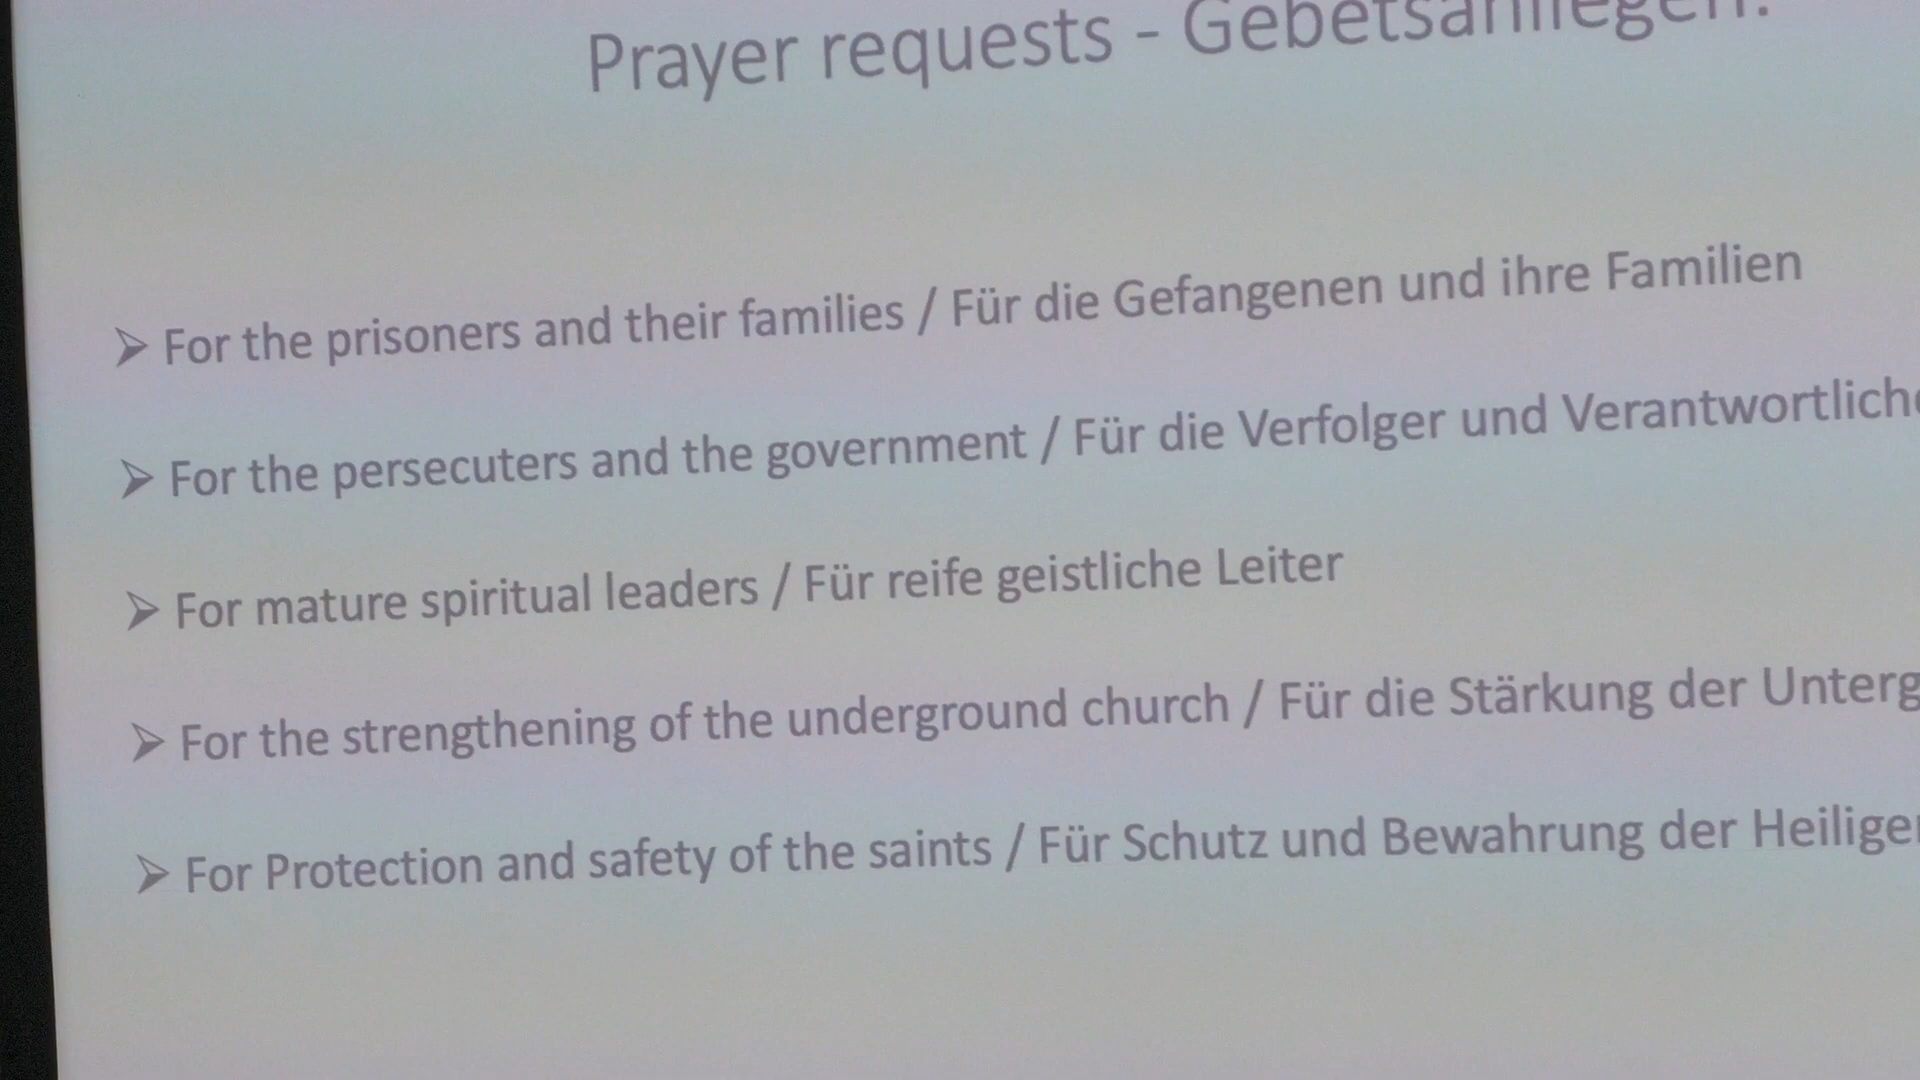 Prayer requests - Gebetsanliegen:
➢ For the prisoners and their families / Für die Gefangenen und ihre Familien
➢ For the persecuters and the government / Für die Verfolger und Verantwortliche
➢ For mature spiritual leaders / Für reife geistliche Leiter
➢ For the strengthening of the underground church / Für die Stärkung der Unterg
➢ For Protection and safety of the saints / Für Schutz und Bewahrung der Heiligen